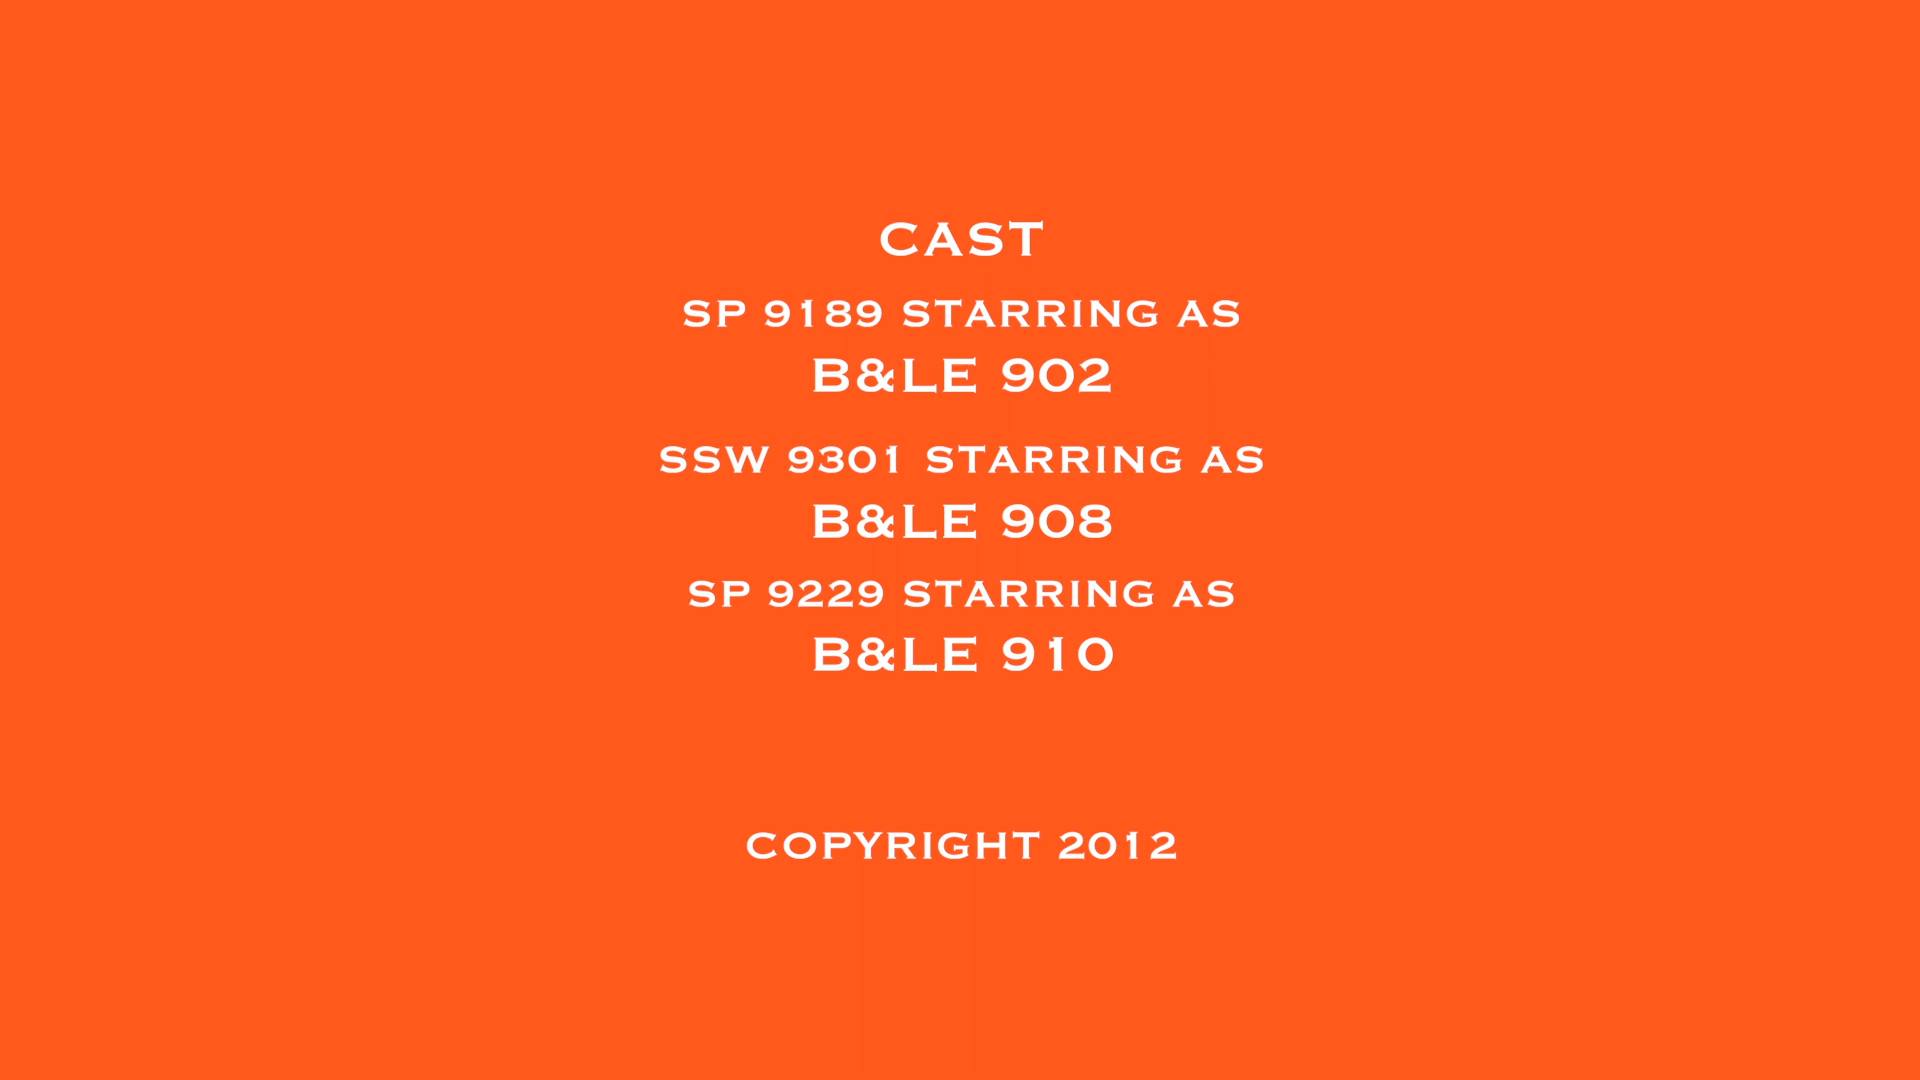 CAST
SP 9189 STARRING AS
B&LE 902
SSW 9301 STARRING AS
B&LE 908
SP 9229 STARRING AS
B&LE 910
COPYRIGHT 2012